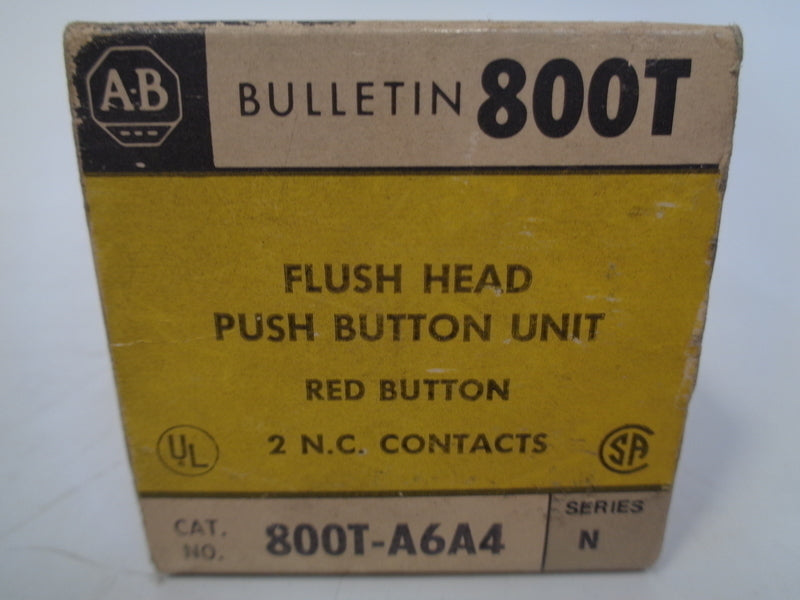 A-B
BULLETIN 800T
FLUSH HEAD
PUSH BUTTON UNIT
RED BUTTON
UL 2 N.C. CONTACTS SA
CAT. NO. 800T-A6A4
SERIES N